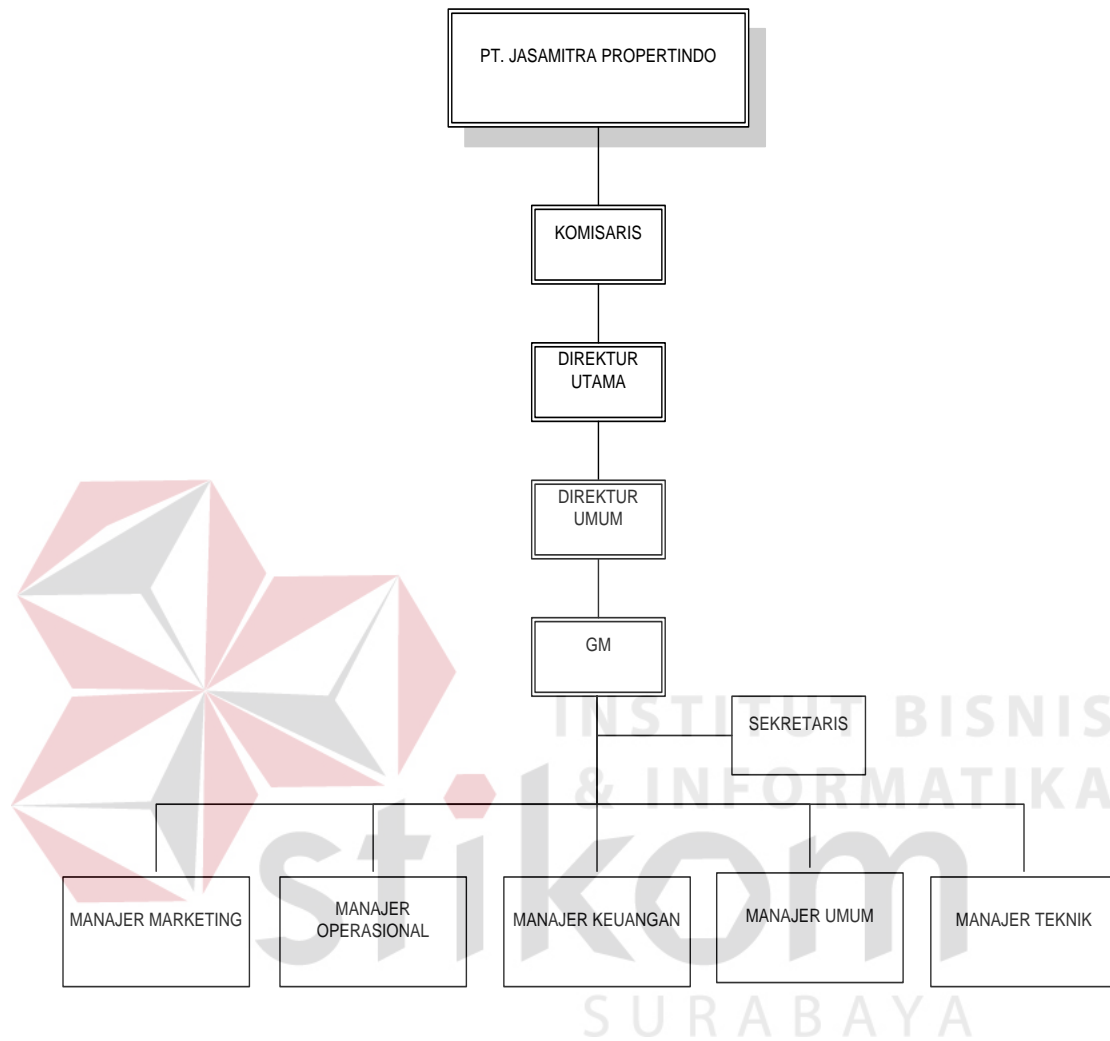 PT. JASAMITRA PROPERTINDO
KOMISARIS
DIREKTUR
UTAMA
DIREKTUR
UMUM
GM
SEKRETARIS
INSTITUT BISNIS
& INFORMATIKA
stikom
MANAJER MARKETING
MANAJER
OPERASIONAL
MANAJER KEUANGAN
MANAJER UMUM
MANAJER TEKNIK
SURABAYA